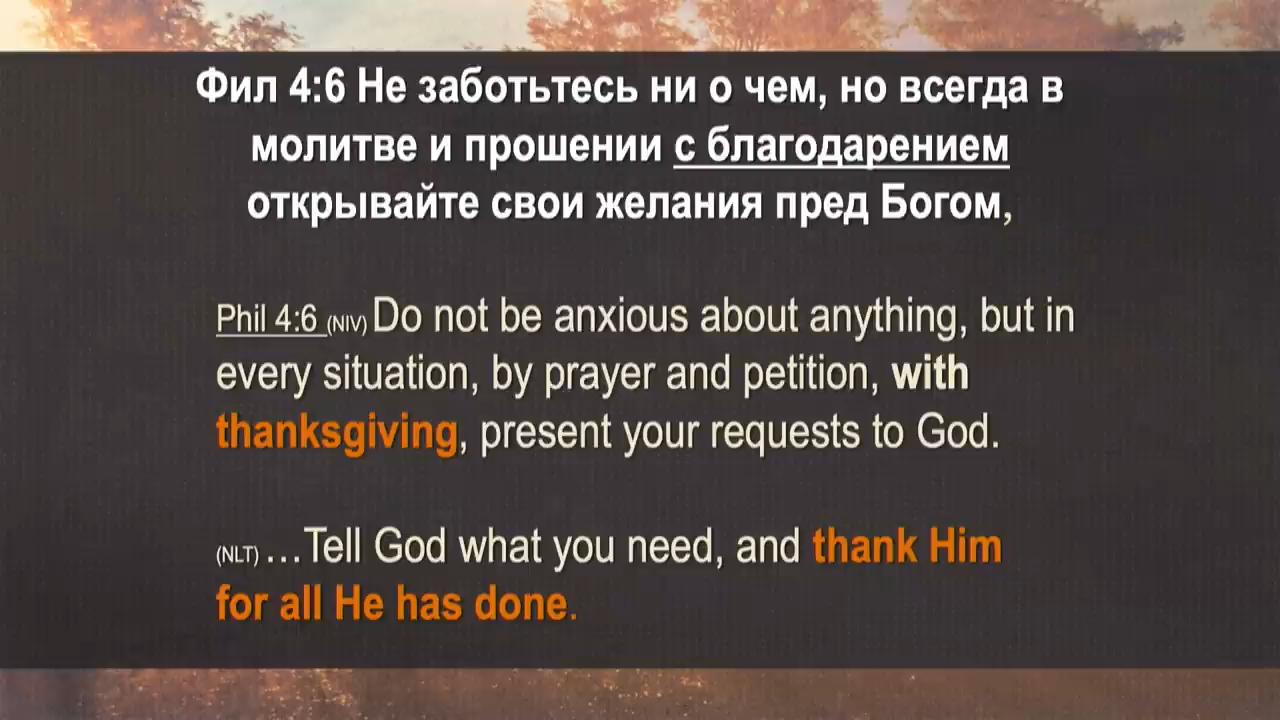 Фил 4:6 Не заботьтесь ни о чем, но всегда в
молитве и прошении с благодарением
открывайте свои желания пред Богом,
Phil 4:6 (NIV) Do not be anxious about anything, but in
every situation, by prayer and petition, with
thanksgiving, present your requests to God.
(NLT) …Tell God what you need, and thank Him
for all He has done.